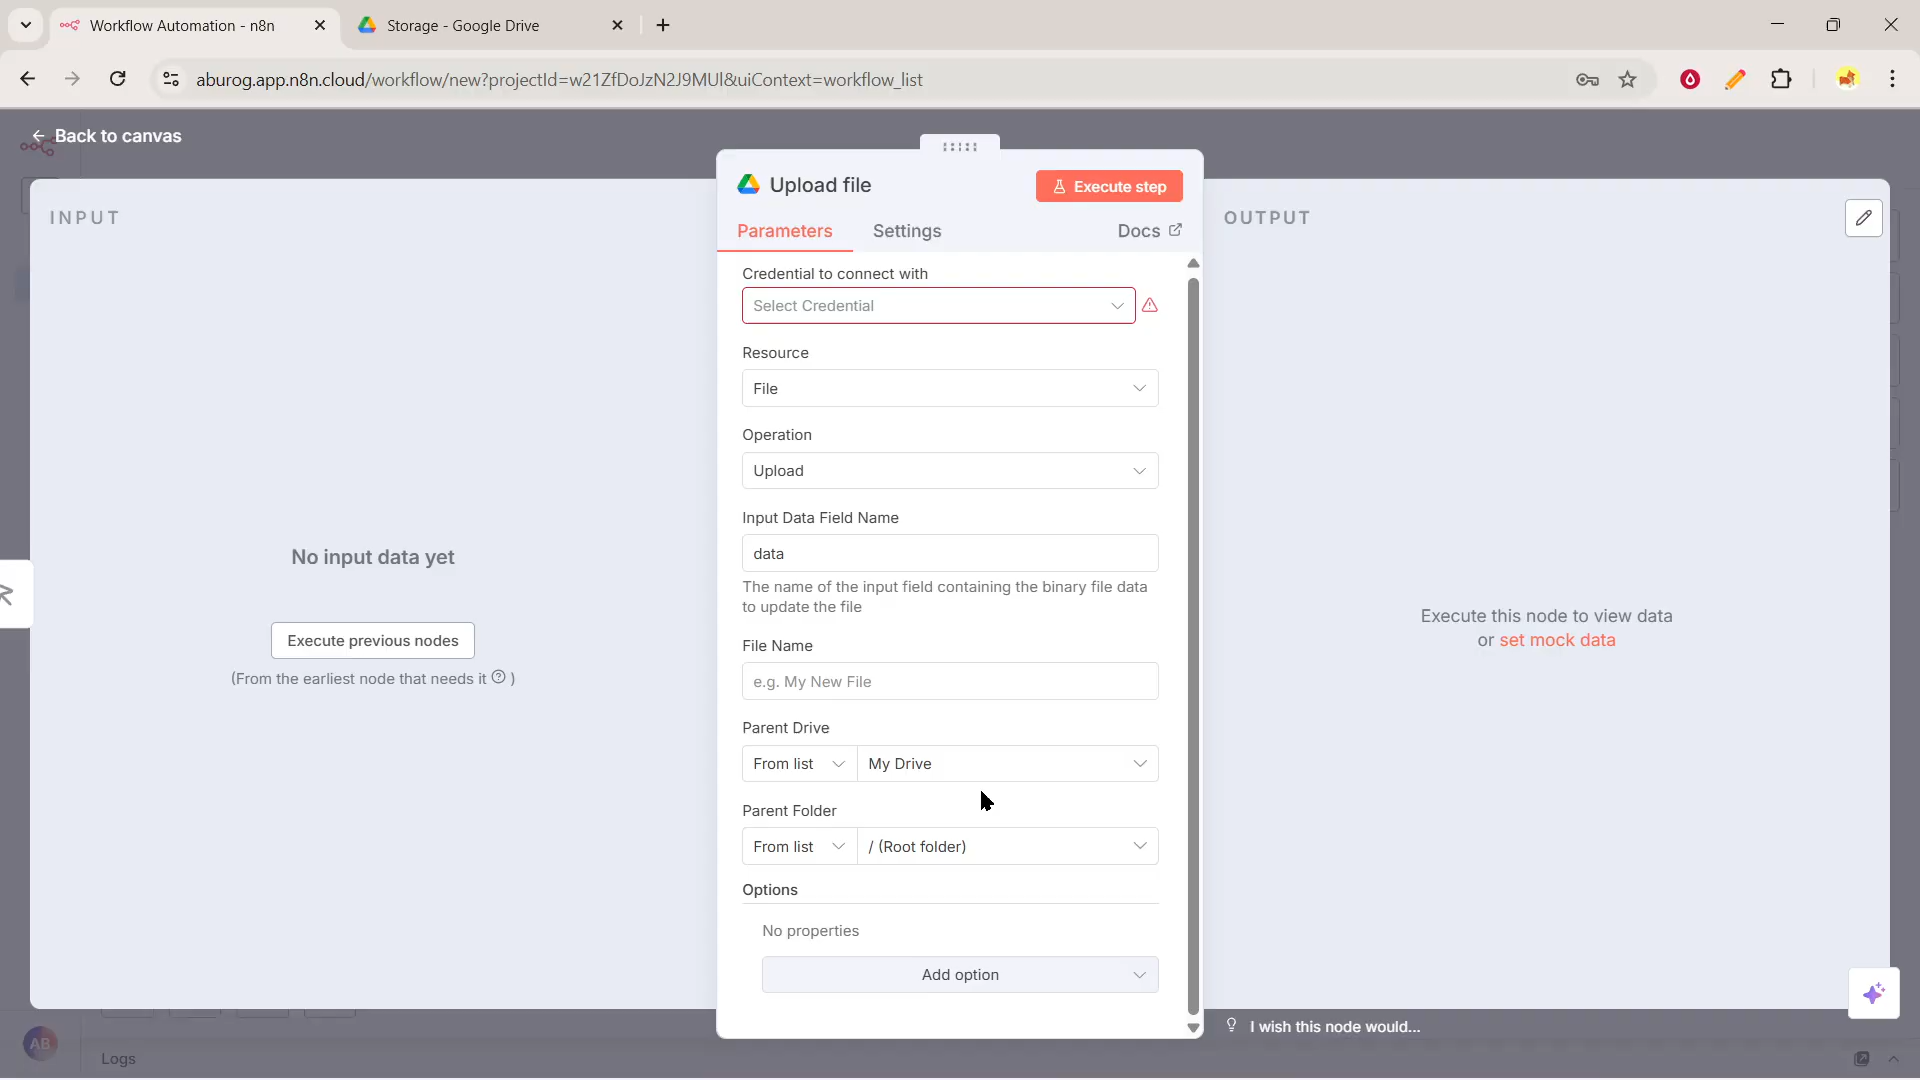 Workflow Automation - n8n
Storage - Google Drive
aburog.app.n8n.cloud/workflow/new?projectId=w21ZfDoJzN2J9MUl&uiContext=workflow_list
Back to canvas
INPUT
No input data yet
Execute previous nodes
(From the earliest node that needs it ? )
Upload file
Execute step
Parameters
Settings
Docs
Credential to connect with
Select Credential
Resource
File
Operation
Upload
Input Data Field Name
data
The name of the input field containing the binary file data
to update the file
File Name
e.g. My New File
Parent Drive
From list
My Drive
Parent Folder
From list
/ (Root folder)
Options
No properties
Add option
OUTPUT
Execute this node to view data
or set mock data
I wish this node would...
AB
Logs